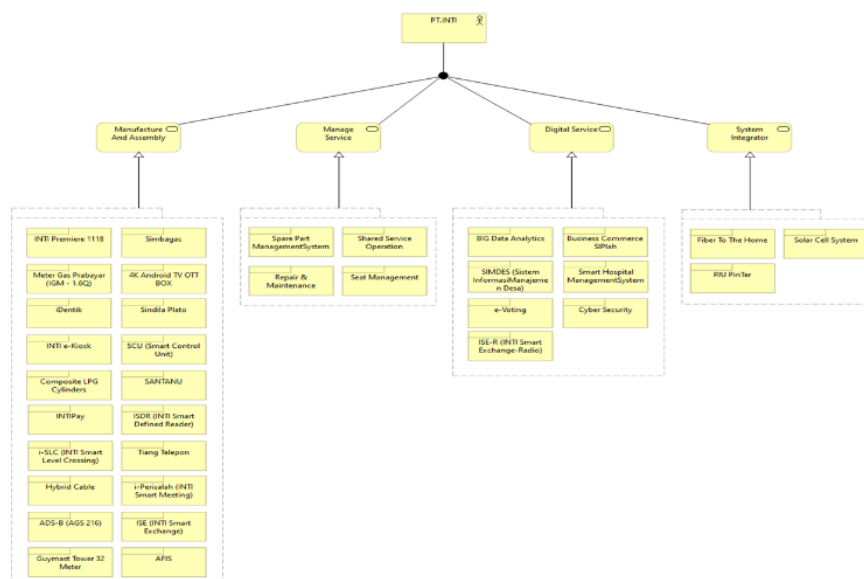 PT.INTI
Manufacture
And Assembly
Manage
Service
Digital Service
System
Integrator
INTI Premiere 1118
Simbagas
Meter Gas Prabayar
(IGM - 1.6Q)
4K Android TV OTT
BOX
iDentik
Sindila Plato
INTI e-Kiosk
SCU (Smart Control
Unit)
Composite LPG
Cylinders
SANTANU
INTIPay
ISDR (INTI Smart
Defined Reader)
i-SLC (INTI Smart
Level Crossing)
Tiang Telepon
Hybrid Cable
i-Perisalah (INTI
Smart Meeting)
ADS-B (AGS 216)
ISE (INTI Smart
Exchange)
Guymast Tower 32
Meter
AFIS
Spare Part
ManagementSystem
Shared Service
Operation
Repair &
Maintenance
Seat Management
BIG Data Analytics
Business Commerce
SIPlah
SIMDES (Sistem
InformasiManajeme
n Desa)
Smart Hospital
ManagementSystem
e-Voting
Cyber Security
ISE-R (INTI Smart
Exchange-Radio)
Fiber To The Home
Solar Cell System
PJU PinTer